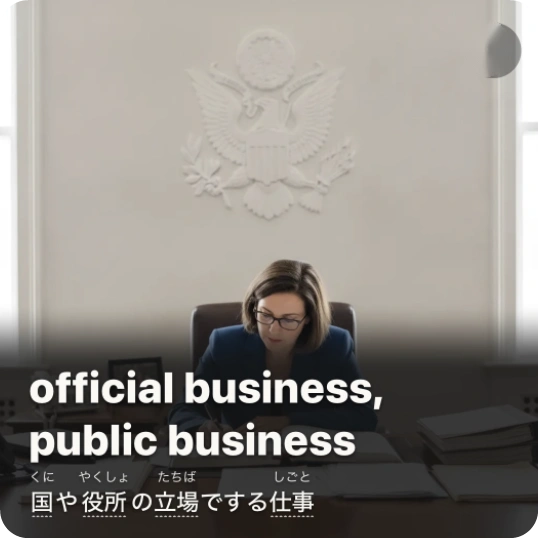 official business,
public business
くに やくしょ たちば しごと
国や役所の立場でする仕事